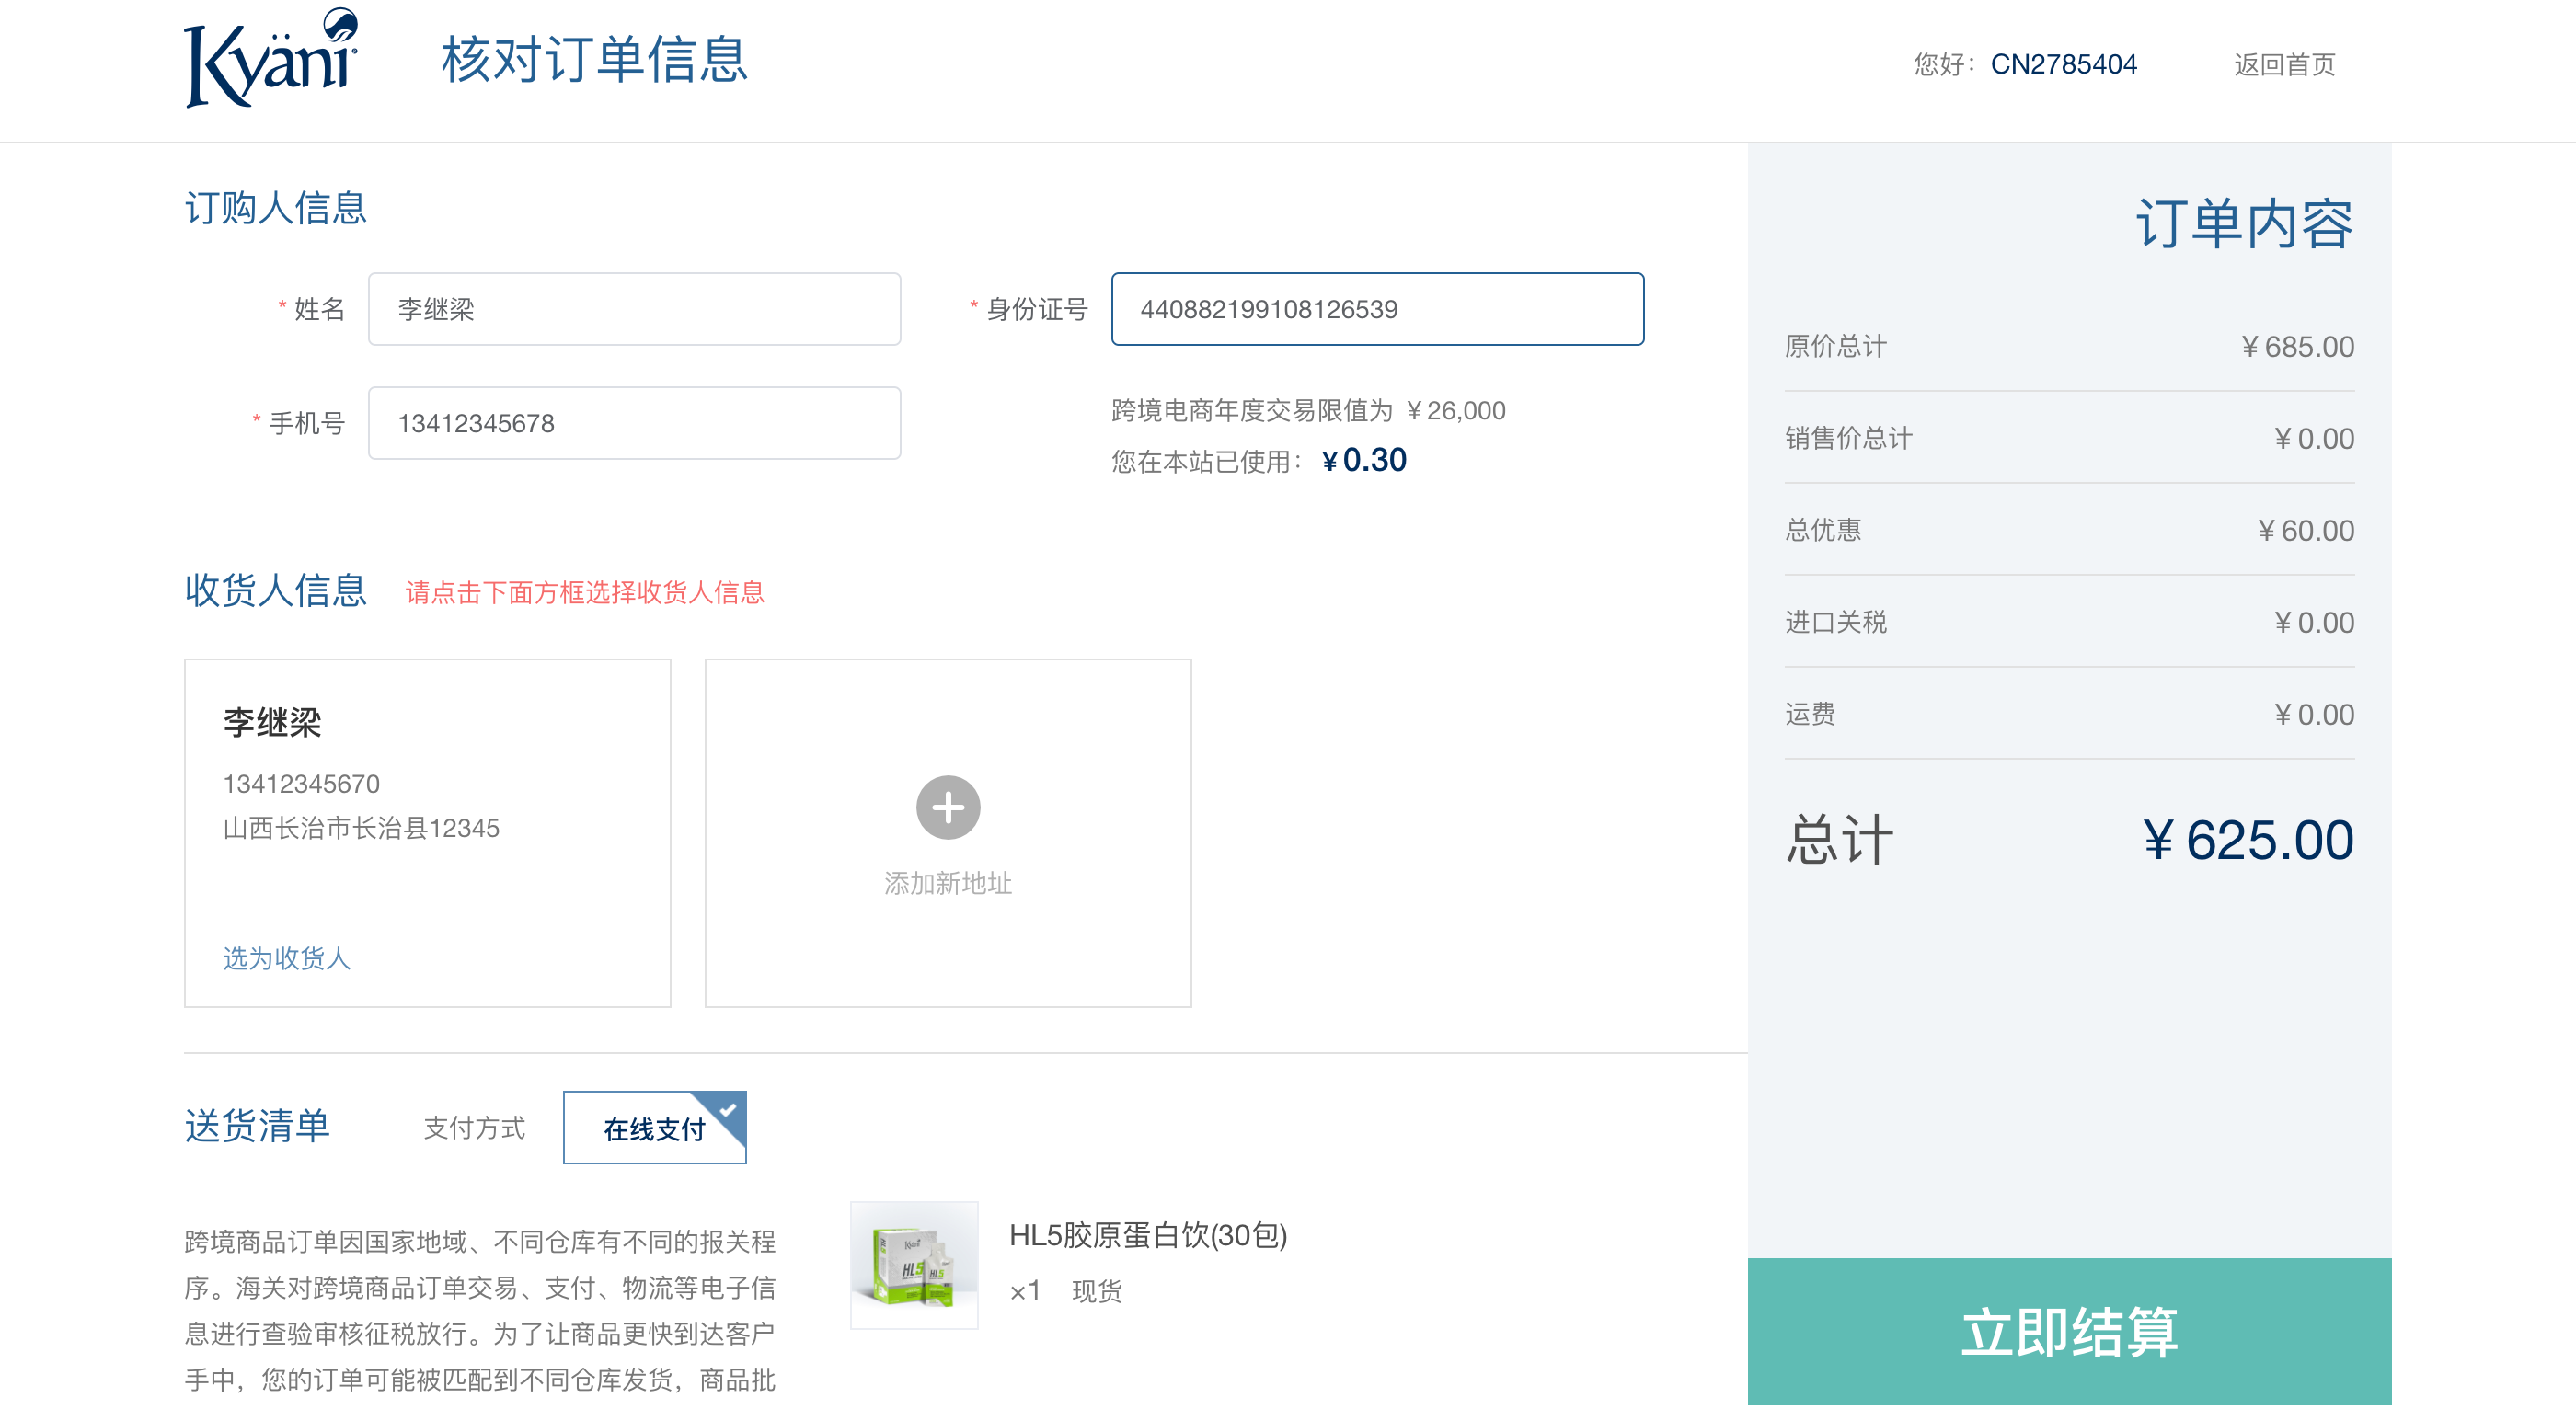 Kyäni
核对订单信息
您好：CN2785404
返回首页
订购人信息
* 姓名
李继梁
* 身份证号
440882199108126539
* 手机号
13412345678
跨境电商年度交易限值为 ￥26,000
您在本站已使用：￥0.30
收货人信息
请点击下面方框选择收货人信息
李继梁
13412345670
山西长治市长治县12345
选为收货人
添加新地址
送货清单
支付方式
在线支付
跨境商品订单因国家地域、不同仓库有不同的报关程
序。海关对跨境商品订单交易、支付、物流等电子信
息进行查验审核征税放行。为了让商品更快到达客户
手中，您的订单可能被匹配到不同仓库发货，商品批
Kyäni
HL5
HL5
HL5胶原蛋白饮(30包)
×1 现货
订单内容
原价总计 ￥685.00
销售价总计 ￥0.00
总优惠 ￥60.00
进口关税 ￥0.00
运费 ￥0.00
总计 ￥625.00
立即结算